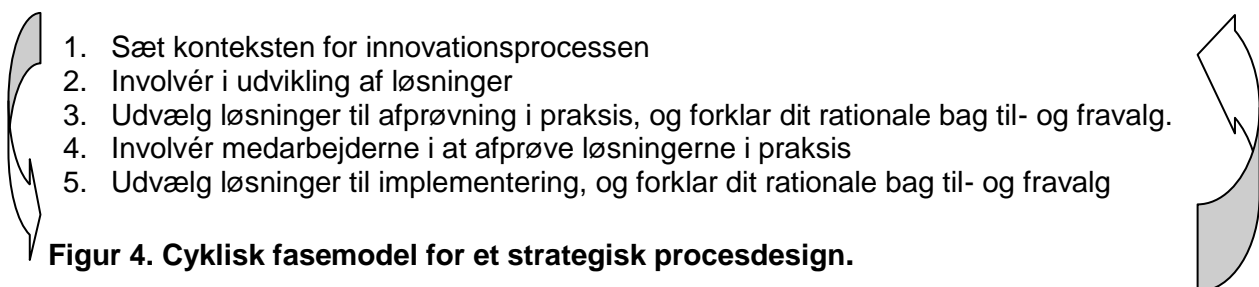 1. Sæt konteksten for innovationsprocessen
2. Involvér i udvikling af løsninger
3. Udvælg løsninger til afprøvning i praksis, og forklar dit rationale bag til- og fravalg.
4. Involvér medarbejderne i at afprøve løsningerne i praksis
5. Udvælg løsninger til implementering, og forklar dit rationale bag til- og fravalg
Figur 4. Cyklisk fasemodel for et strategisk procesdesign.